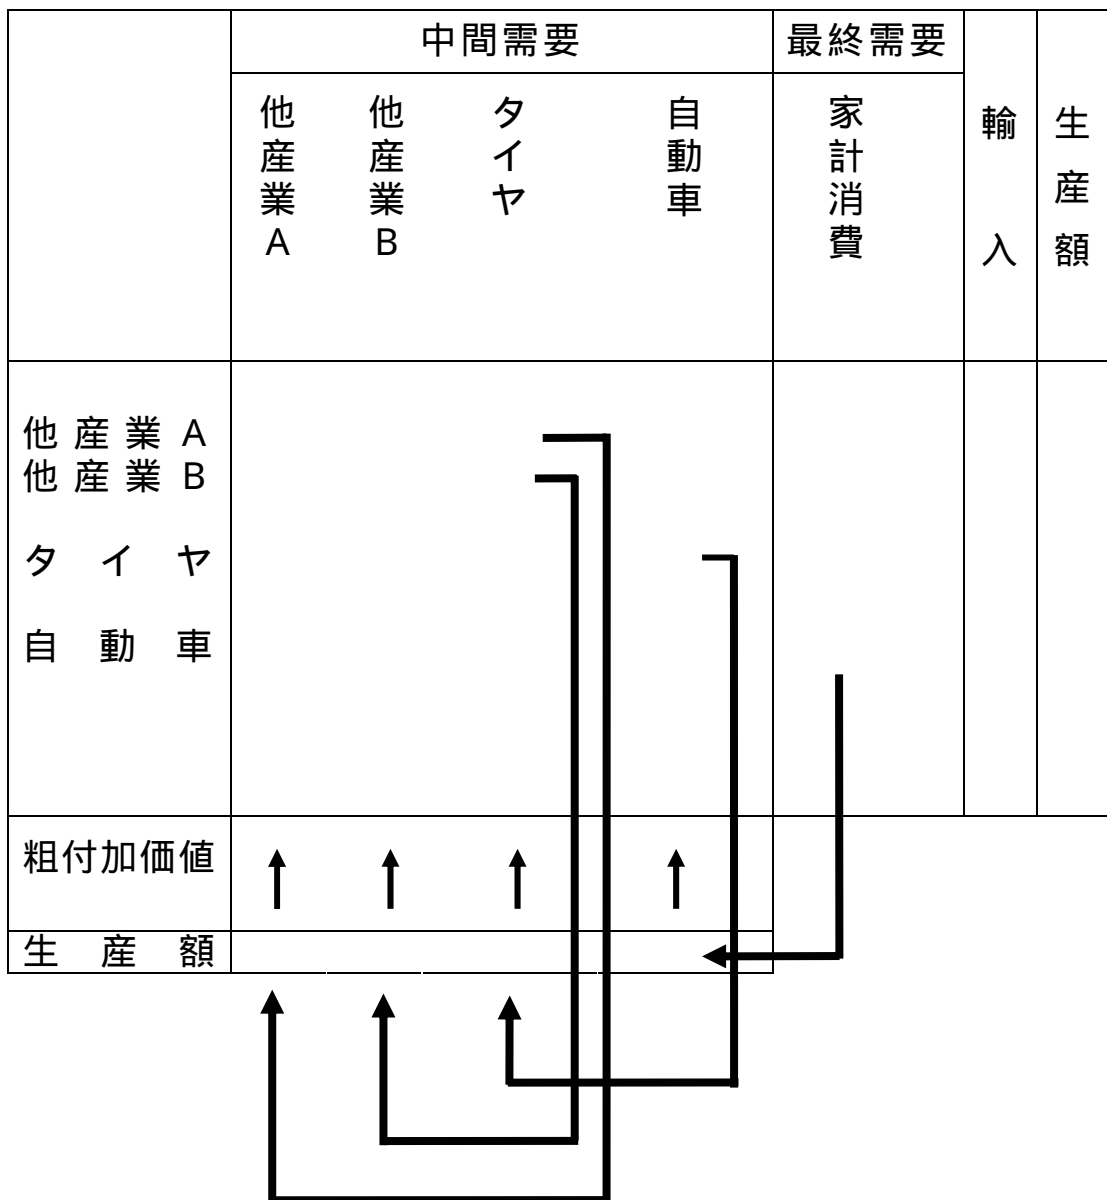 中間需要
最終需要
他産業A
他産業B
タイヤ
自動車
家計消費
輸入
生産額
他産業A
他産業B
タイヤ
自動車
粗付加価値
生産額